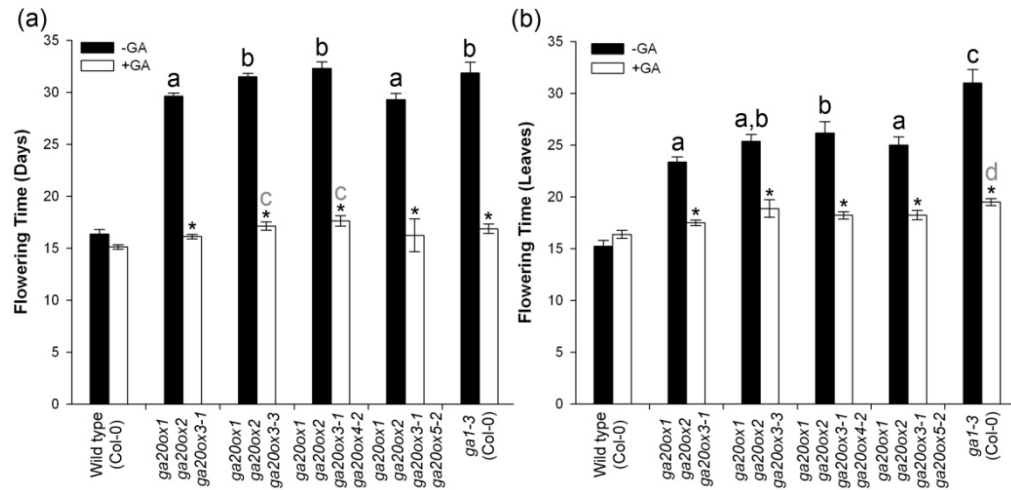 (a)
35
30
25
20
15
10
5
0
Flowering Time (Days)
-GA
+GA
a
b
b
a
b
*
c
*
c
*
*
*
Wild type
(Col-0)
ga20ox1
ga20ox2
ga20ox3-1
ga20ox1
ga20ox2
ga20ox3-3
ga20ox1
ga20ox2
ga20ox3-1
ga20ox4-2
ga20ox1
ga20ox2
ga20ox3-1
ga20ox5-2
ga1-3
(Col-0)
(b)
35
30
25
20
15
10
5
0
Flowering Time (Leaves)
-GA
+GA
a
a,b
b
a
c
*
*
*
*
d
*
Wild type
(Col-0)
ga20ox1
ga20ox2
ga20ox3-1
ga20ox1
ga20ox2
ga20ox3-3
ga20ox1
ga20ox2
ga20ox3-1
ga20ox4-2
ga20ox1
ga20ox2
ga20ox3-1
ga20ox5-2
ga1-3
(Col-0)